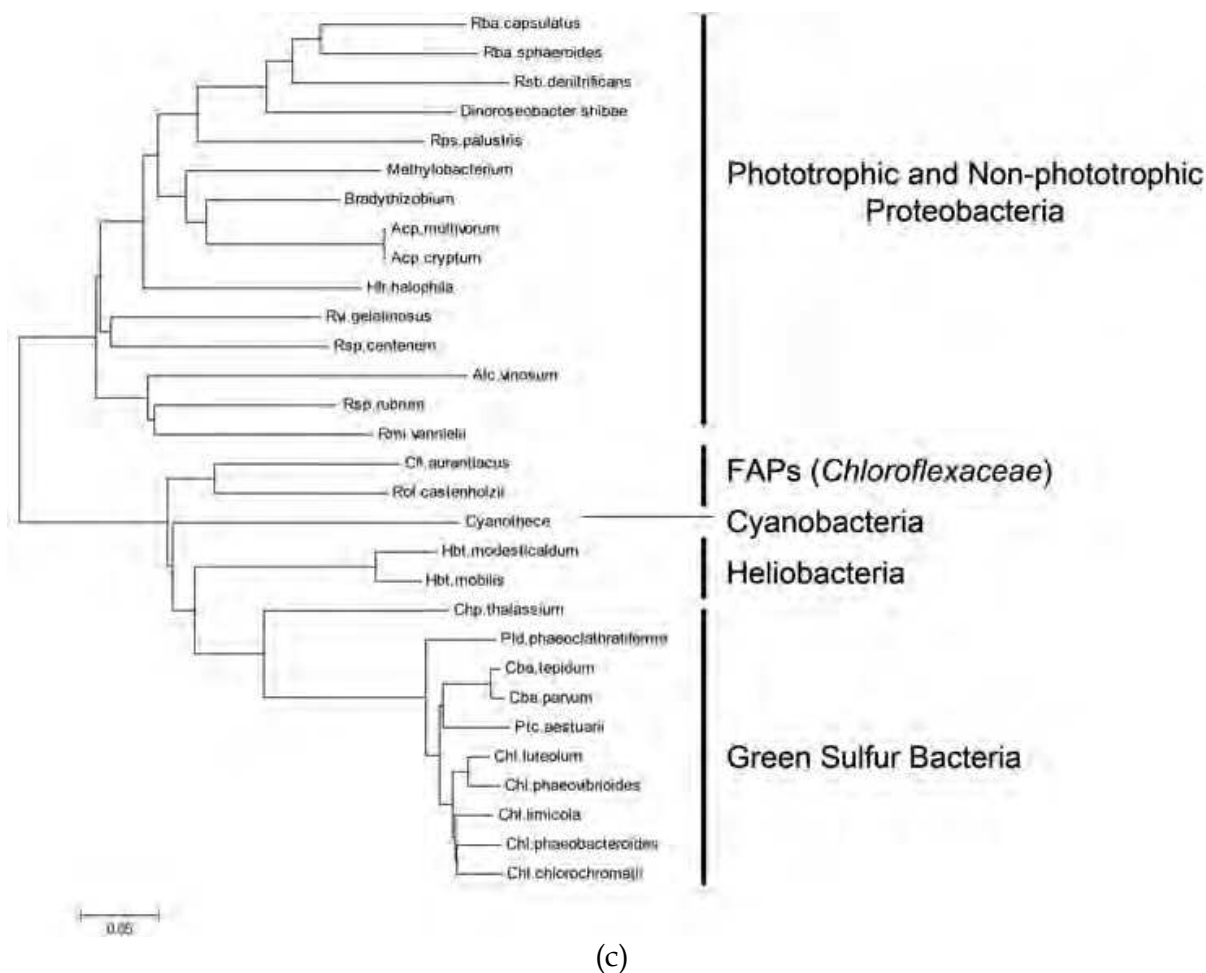 Rba.capsulatus
Rba.sphaeroides
Rsb.denitrificans
Dinoroseobacter.shibae
Rps.palustris
Methylobacterium
Phototrophic and Non-phototrophic
Proteobacteria
Bradythizobium
Acp.multivorum
Acp.cryptum
Hlr.halophila
Rvi.gelatinosus
Rsp.centenum
Alc.vinosum
Rsp.rubrum
Rmi.vannielii
Cfl.aurantiacus
FAPs (Chloroflexaceae)
Rof.castenholzii
Cyanothece
Cyanobacteria
Hbt.modesticaldum
Heliobacteria
Hbt.mobilis
Chp.thalassium
Pld.phaeoclathratiforme
Cba.tepidum
Cba.parvum
Ptc.aestuarii
Chl.luteolum
Green Sulfur Bacteria
Chl.phaeovibrioides
Chl.limicola
Chl.phaeobacteroides
Chl.chlorochromatii
0.05
(c)